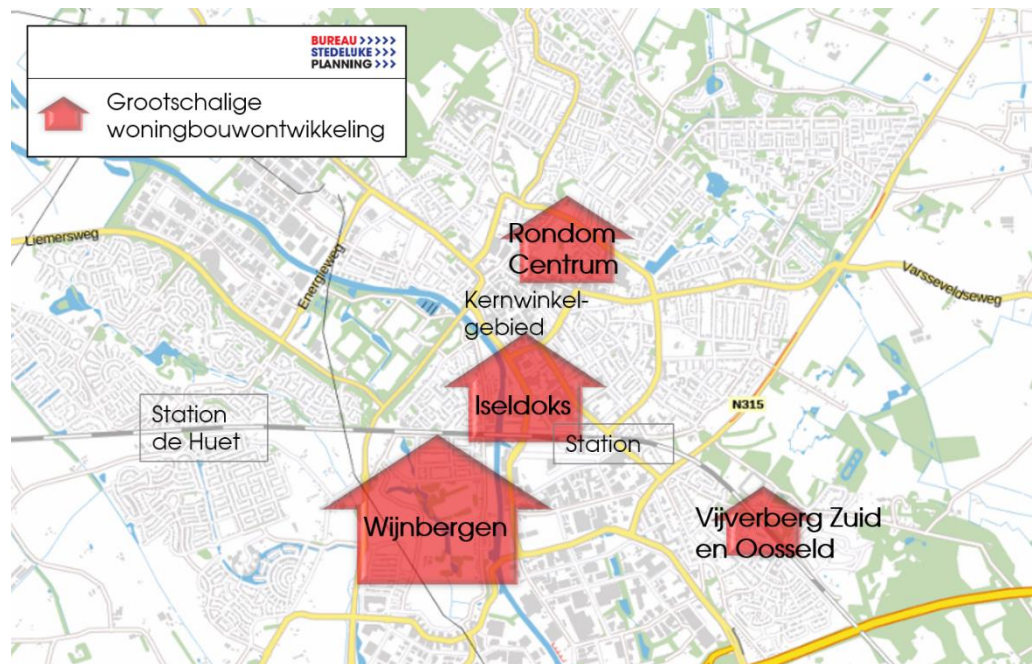 BUREAU >>>>>
STEDELIJKE >>>
PLANNING >>>
Grootschalige
woningbouwontwikkeling
Rondom
Centrum
Liemersweg
Energieweg
Varsseveldseweg
Kernwinkel-
gebied
Iseldoks
Station
de Huet
N315
Station
Wijnbergen
Vijverberg Zuid
en Oosseld